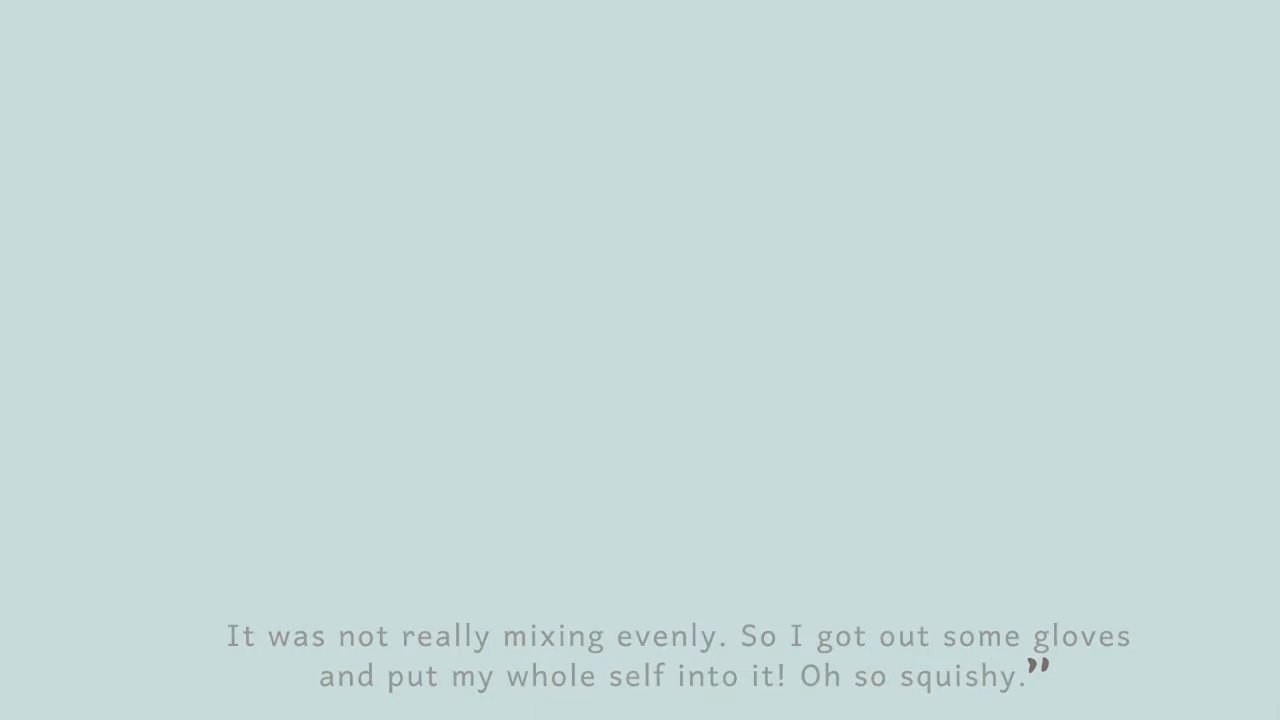 It was not really mixing evenly. So I got out some gloves
and put my whole self into it! Oh so squishy.”